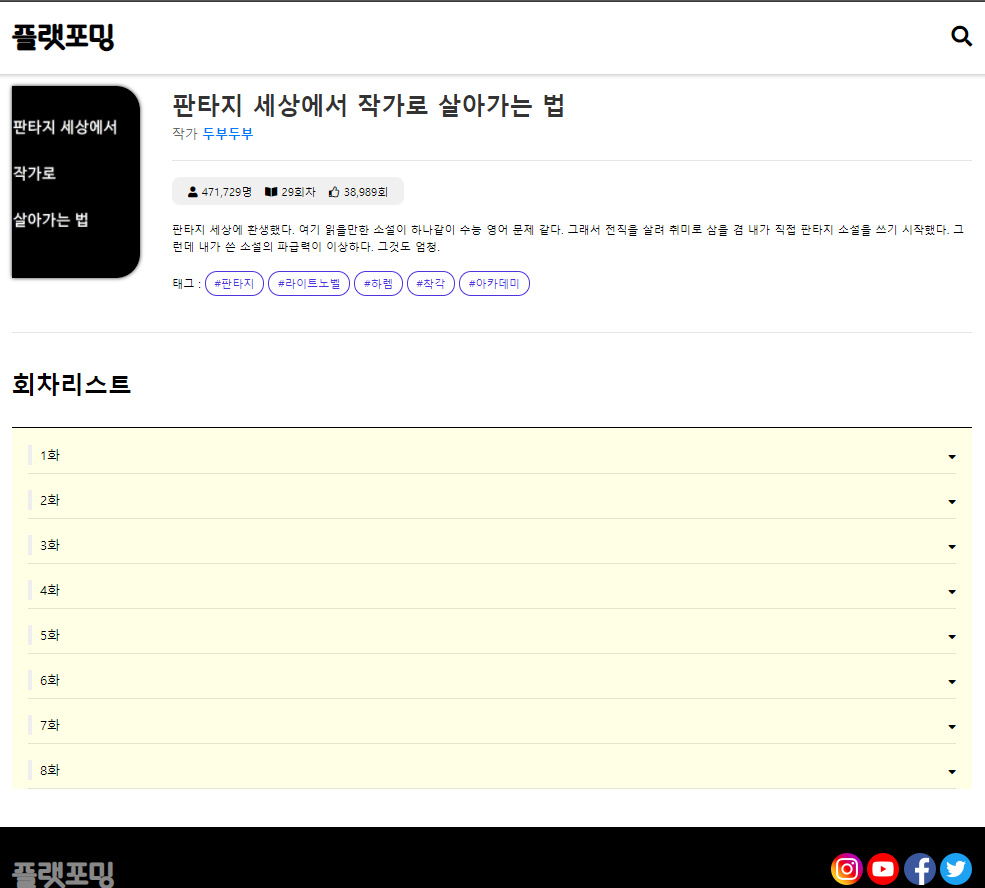 플랫포밍
판타지 세상에서
작가로
살아가는 법
판타지 세상에서 작가로 살아가는 법
작가 두부두부
471,729명 29회차 38,989회
판타지 세상에 환생했다. 여기 읽을만한 소설이 하나같이 수능 영어 문제 같다. 그래서 전직을 살려 취미로 삼을 겸 내가 직접 판타지 소설을 쓰기 시작했다. 그
런데 내가 쓴 소설의 파급력이 이상하다. 그것도 엄청.
태그 : #판타지 #라이트노벨 #하렘 #착각 #아카데미
회차리스트
1화
2화
3화
4화
5화
6화
7화
8화
플랫포밍